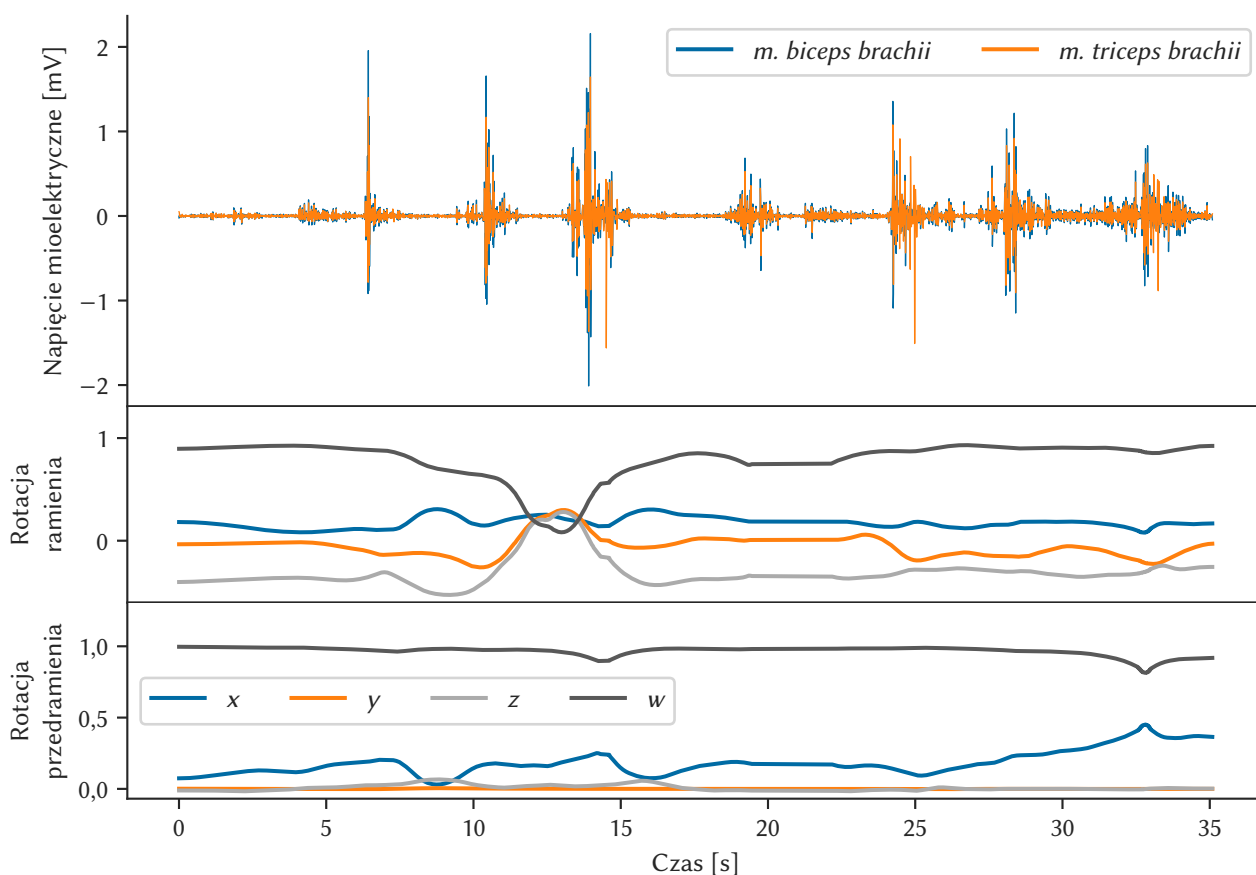 m. biceps brachii
m. triceps brachii
Napięcie mioelektryczne [mV]
2
1
0
−1
−2
Rotacja
ramienia
1
0
Rotacja
przedramienia
1,0
0,5
0,0
x
y
z
w
0 5 10 15 20 25 30 35
Czas [s]